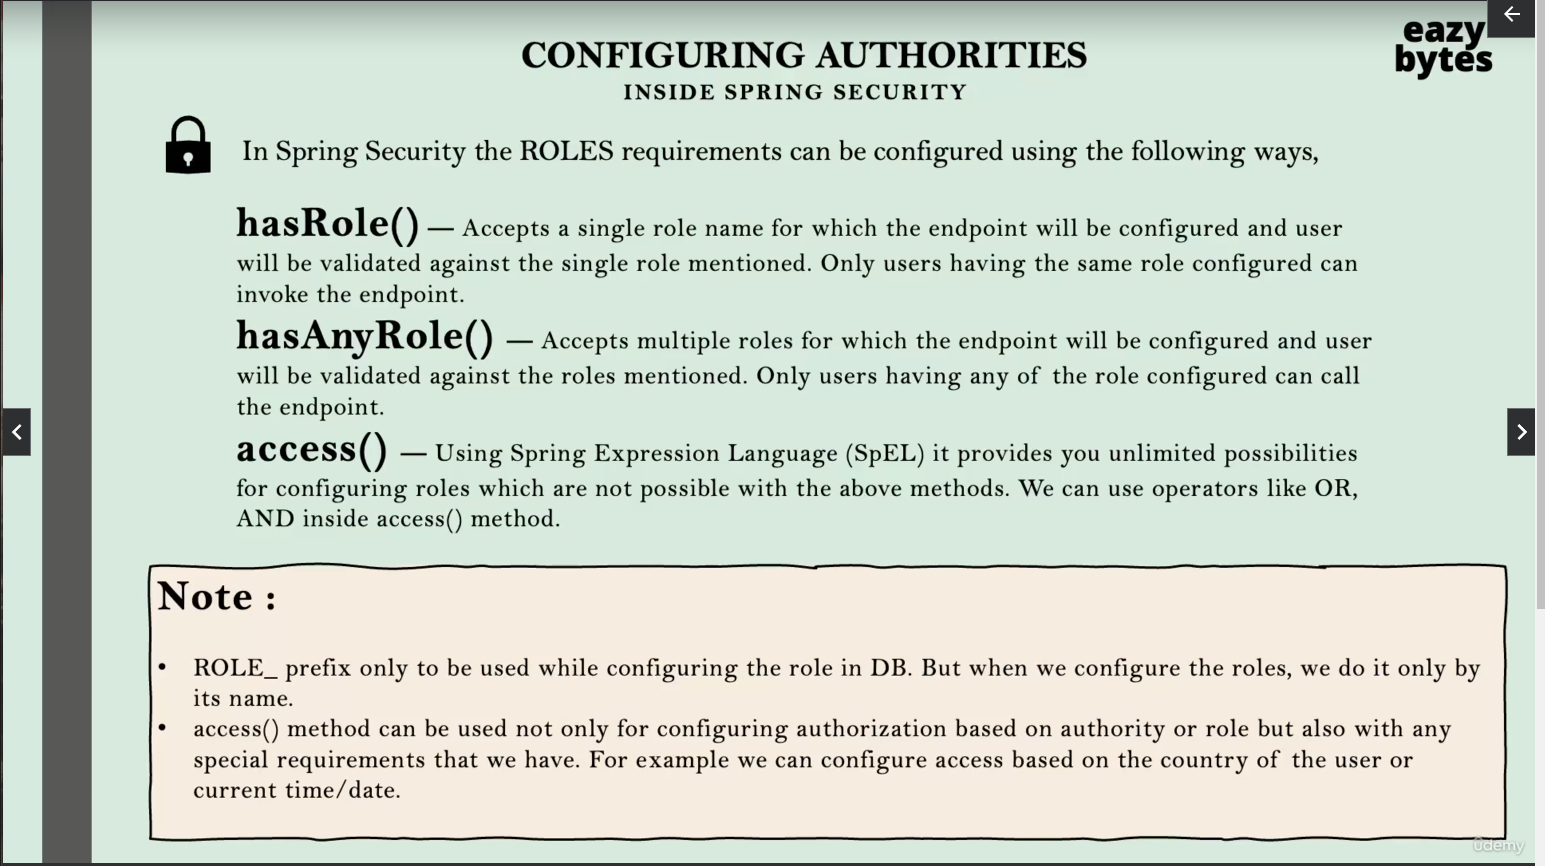 eazy
bytes
CONFIGURING AUTHORITIES
INSIDE SPRING SECURITY
In Spring Security the ROLES requirements can be configured using the following ways,
hasRole() — Accepts a single role name for which the endpoint will be configured and user
will be validated against the single role mentioned. Only users having the same role configured can
invoke the endpoint.
hasAnyRole() — Accepts multiple roles for which the endpoint will be configured and user
will be validated against the roles mentioned. Only users having any of the role configured can call
the endpoint.
access() — Using Spring Expression Language (SpEL) it provides you unlimited possibilities
for configuring roles which are not possible with the above methods. We can use operators like OR,
AND inside access() method.
Note :
• ROLE_ prefix only to be used while configuring the role in DB. But when we configure the roles, we do it only by
its name.
• access() method can be used not only for configuring authorization based on authority or role but also with any
special requirements that we have. For example we can configure access based on the country of the user or
current time/date.
ûdemy